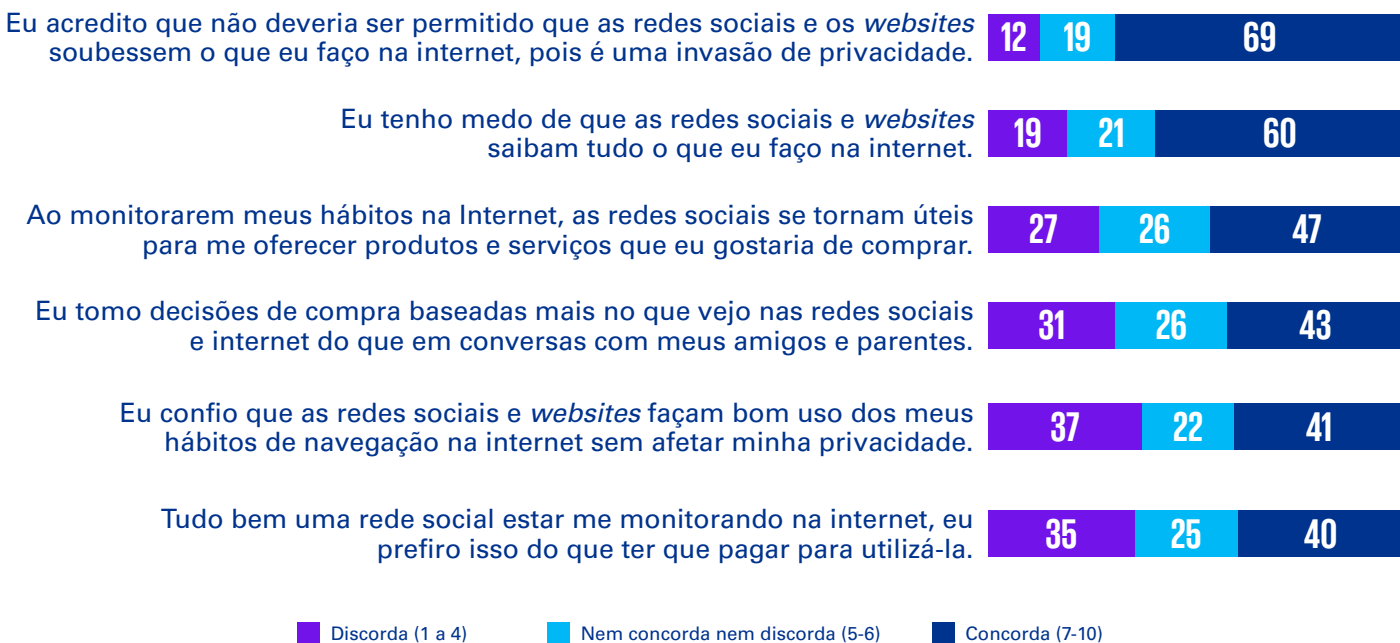 Eu acredito que não deveria ser permitido que as redes sociais e os websites
soubessem o que eu faço na internet, pois é uma invasão de privacidade.
12 19 69
Eu tenho medo de que as redes sociais e websites
saibam tudo o que eu faço na internet.
19 21 60
Ao monitorarem meus hábitos na Internet, as redes sociais se tornam úteis
para me oferecer produtos e serviços que eu gostaria de comprar.
27 26 47
Eu tomo decisões de compra baseadas mais no que vejo nas redes sociais
e internet do que em conversas com meus amigos e parentes.
31 26 43
Eu confio que as redes sociais e websites façam bom uso dos meus
hábitos de navegação na internet sem afetar minha privacidade.
37 22 41
Tudo bem uma rede social estar me monitorando na internet, eu
prefiro isso do que ter que pagar para utilizá-la.
35 25 40
Discorda (1 a 4) Nem concorda nem discorda (5-6) Concorda (7-10)